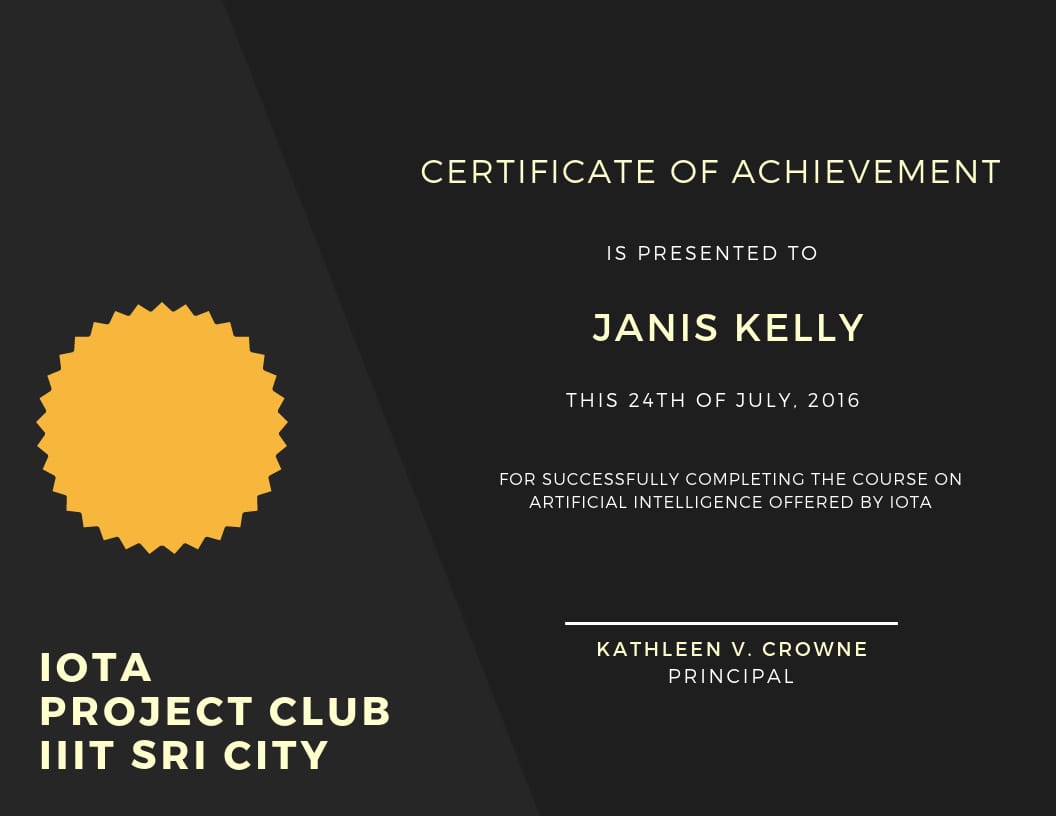 CERTIFICATE OF ACHIEVEMENT
IS PRESENTED TO
JANIS KELLY
THIS 24TH OF JULY, 2016
FOR SUCCESSFULLY COMPLETING THE COURSE ON
ARTIFICIAL INTELLIGENCE OFFERED BY IOTA
KATHLEEN V. CROWNE
PRINCIPAL
IOTA
PROJECT CLUB
IIIT SRI CITY